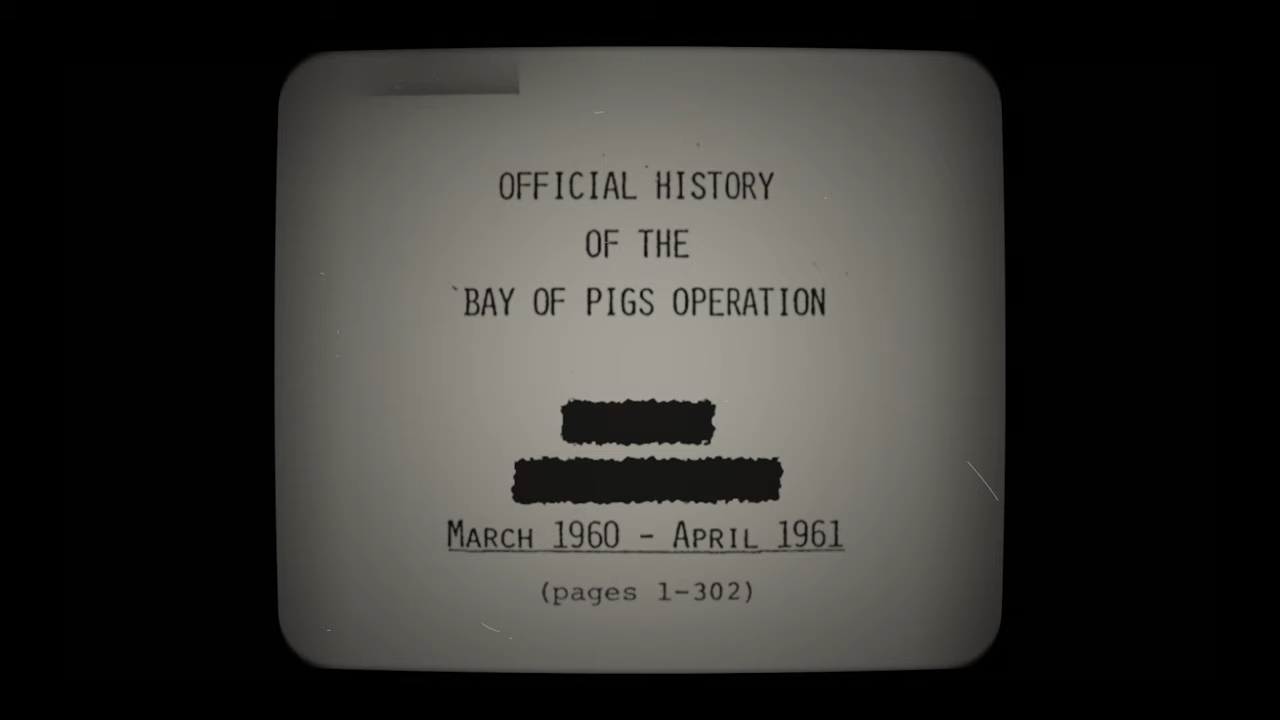 OFFICIAL HISTORY
OF THE
BAY OF PIGS OPERATION
MARCH 1960 - APRIL 1961
(pages 1-302)